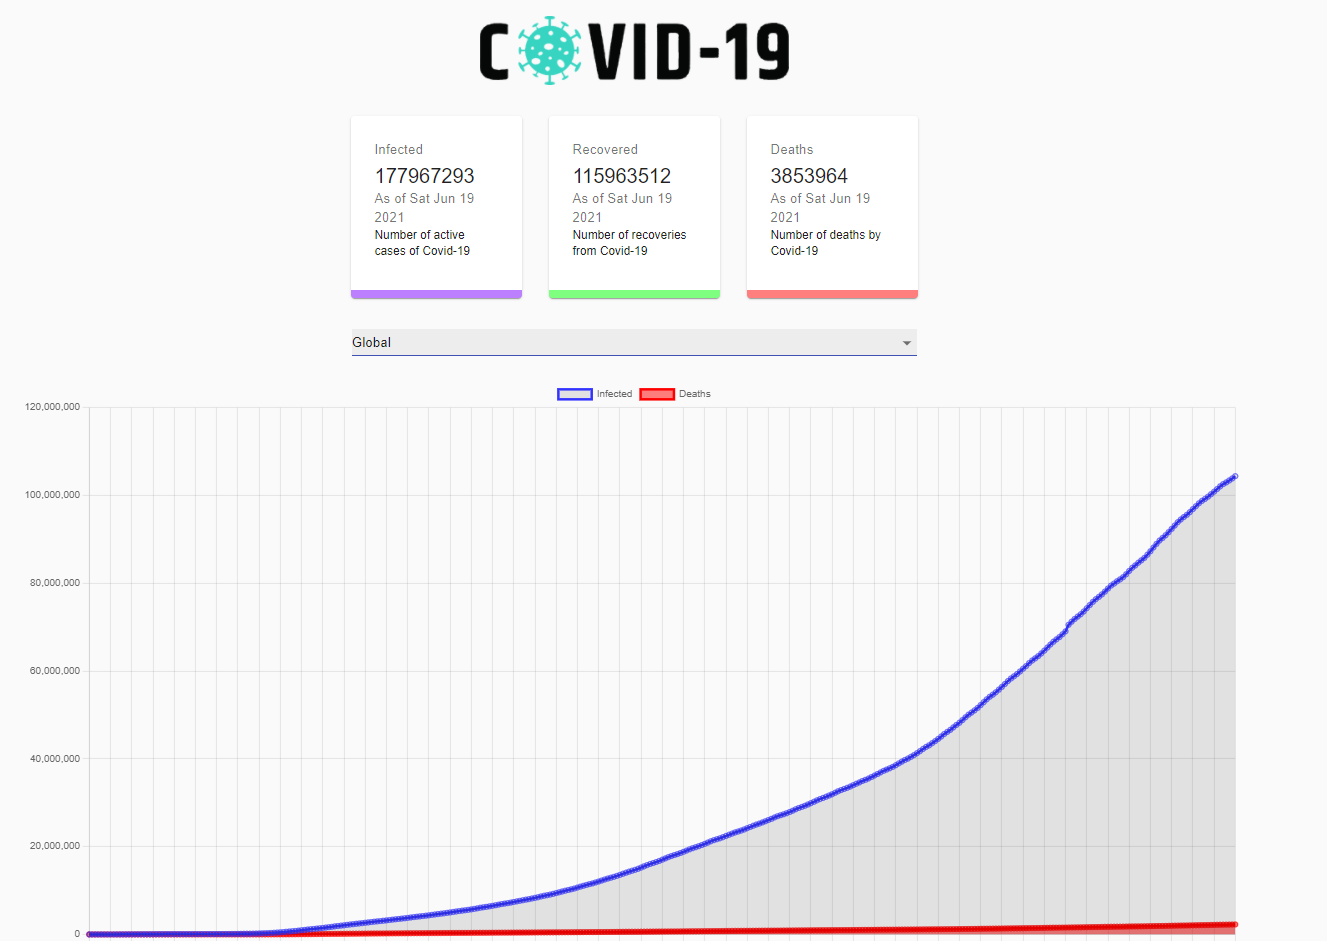 COVID-19
Infected
177967293
As of Sat Jun 19
2021
Number of active
cases of Covid-19
Recovered
115963512
As of Sat Jun 19
2021
Number of recoveries
from Covid-19
Deaths
3853964
As of Sat Jun 19
2021
Number of deaths by
Covid-19
Global
Infected
Deaths
120,000,000
100,000,000
80,000,000
60,000,000
40,000,000
20,000,000
0